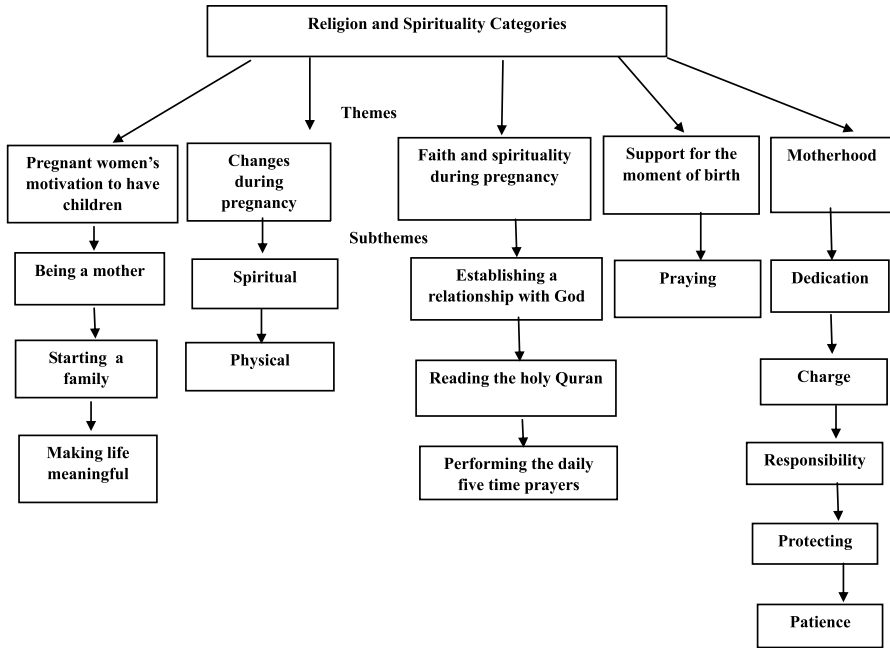 Religion and Spirituality Categories
Themes
Pregnant women’s
motivation to have
children
Changes
during
pregnancy
Faith and spirituality
during pregnancy
Support for the
moment of birth
Motherhood
Subthemes
Being a mother
Spiritual
Establishing a
relationship with God
Praying
Dedication
Starting a
family
Physical
Reading the holy Quran
Charge
Making life
meaningful
Performing the daily
five time prayers
Responsibility
Protecting
Patience